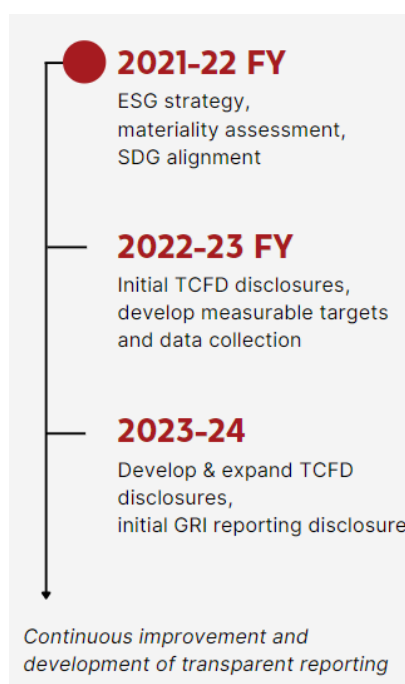 2021-22 FY
ESG strategy,
materiality assessment,
SDG alignment
2022-23 FY
Initial TCFD disclosures,
develop measurable targets
and data collection
2023-24
Develop & expand TCFD
disclosures,
initial GRI reporting disclosure
Continuous improvement and
development of transparent reporting